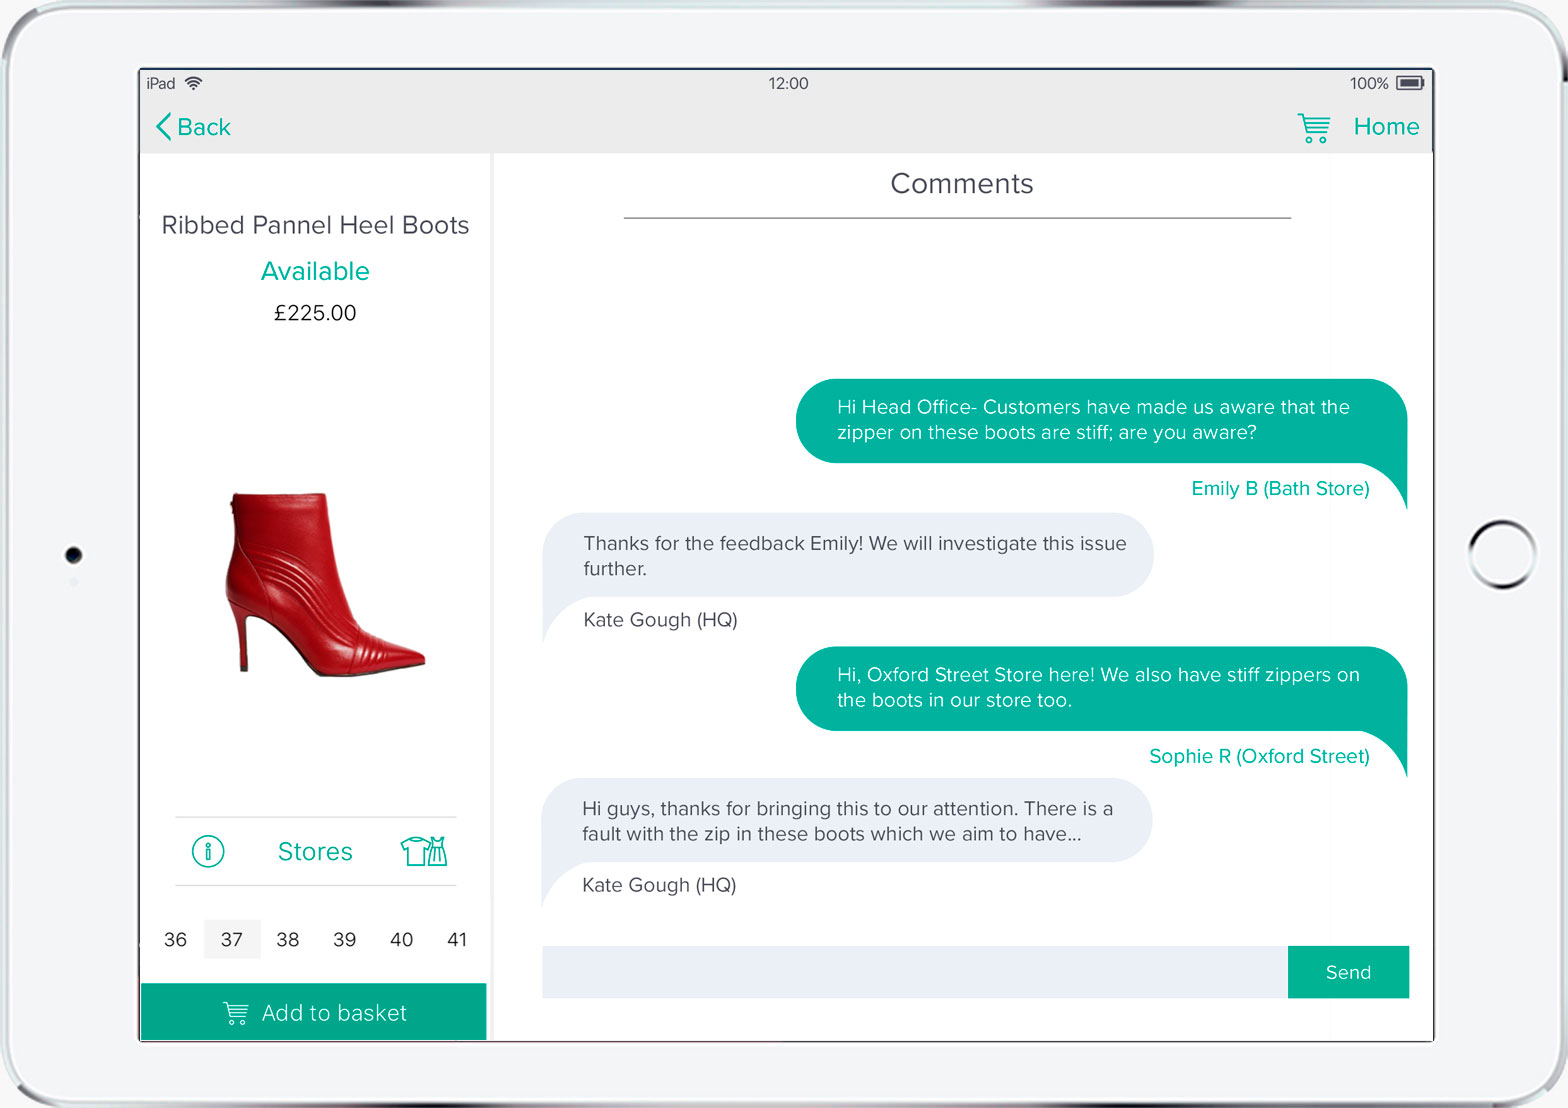 iPad
12:00
100%
Back
Home
Ribbed Pannel Heel Boots
Available
£225.00
Stores
36 37 38 39 40 41
Add to basket
Comments
Hi Head Office- Customers have made us aware that the
zipper on these boots are stiff; are you aware?
Emily B (Bath Store)
Thanks for the feedback Emily! We will investigate this issue
further.
Kate Gough (HQ)
Hi, Oxford Street Store here! We also have stiff zippers on
the boots in our store too.
Sophie R (Oxford Street)
Hi guys, thanks for bringing this to our attention. There is a
fault with the zip in these boots which we aim to have...
Kate Gough (HQ)
Send